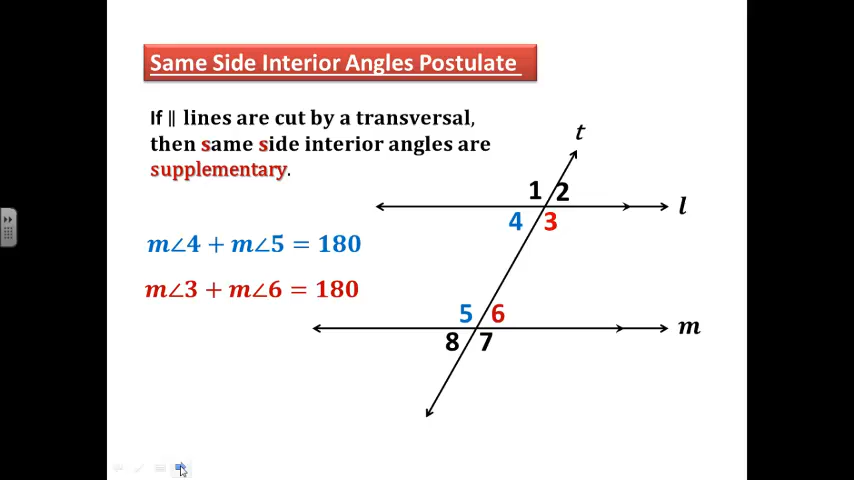 Same Side Interior Angles Postulate
If ∥ lines are cut by a transversal,
then same side interior angles are
supplementary.
t
1 2
l
4 3
m∠4 + m∠5 = 180
m∠3 + m∠6 = 180
5 6
m
8 7